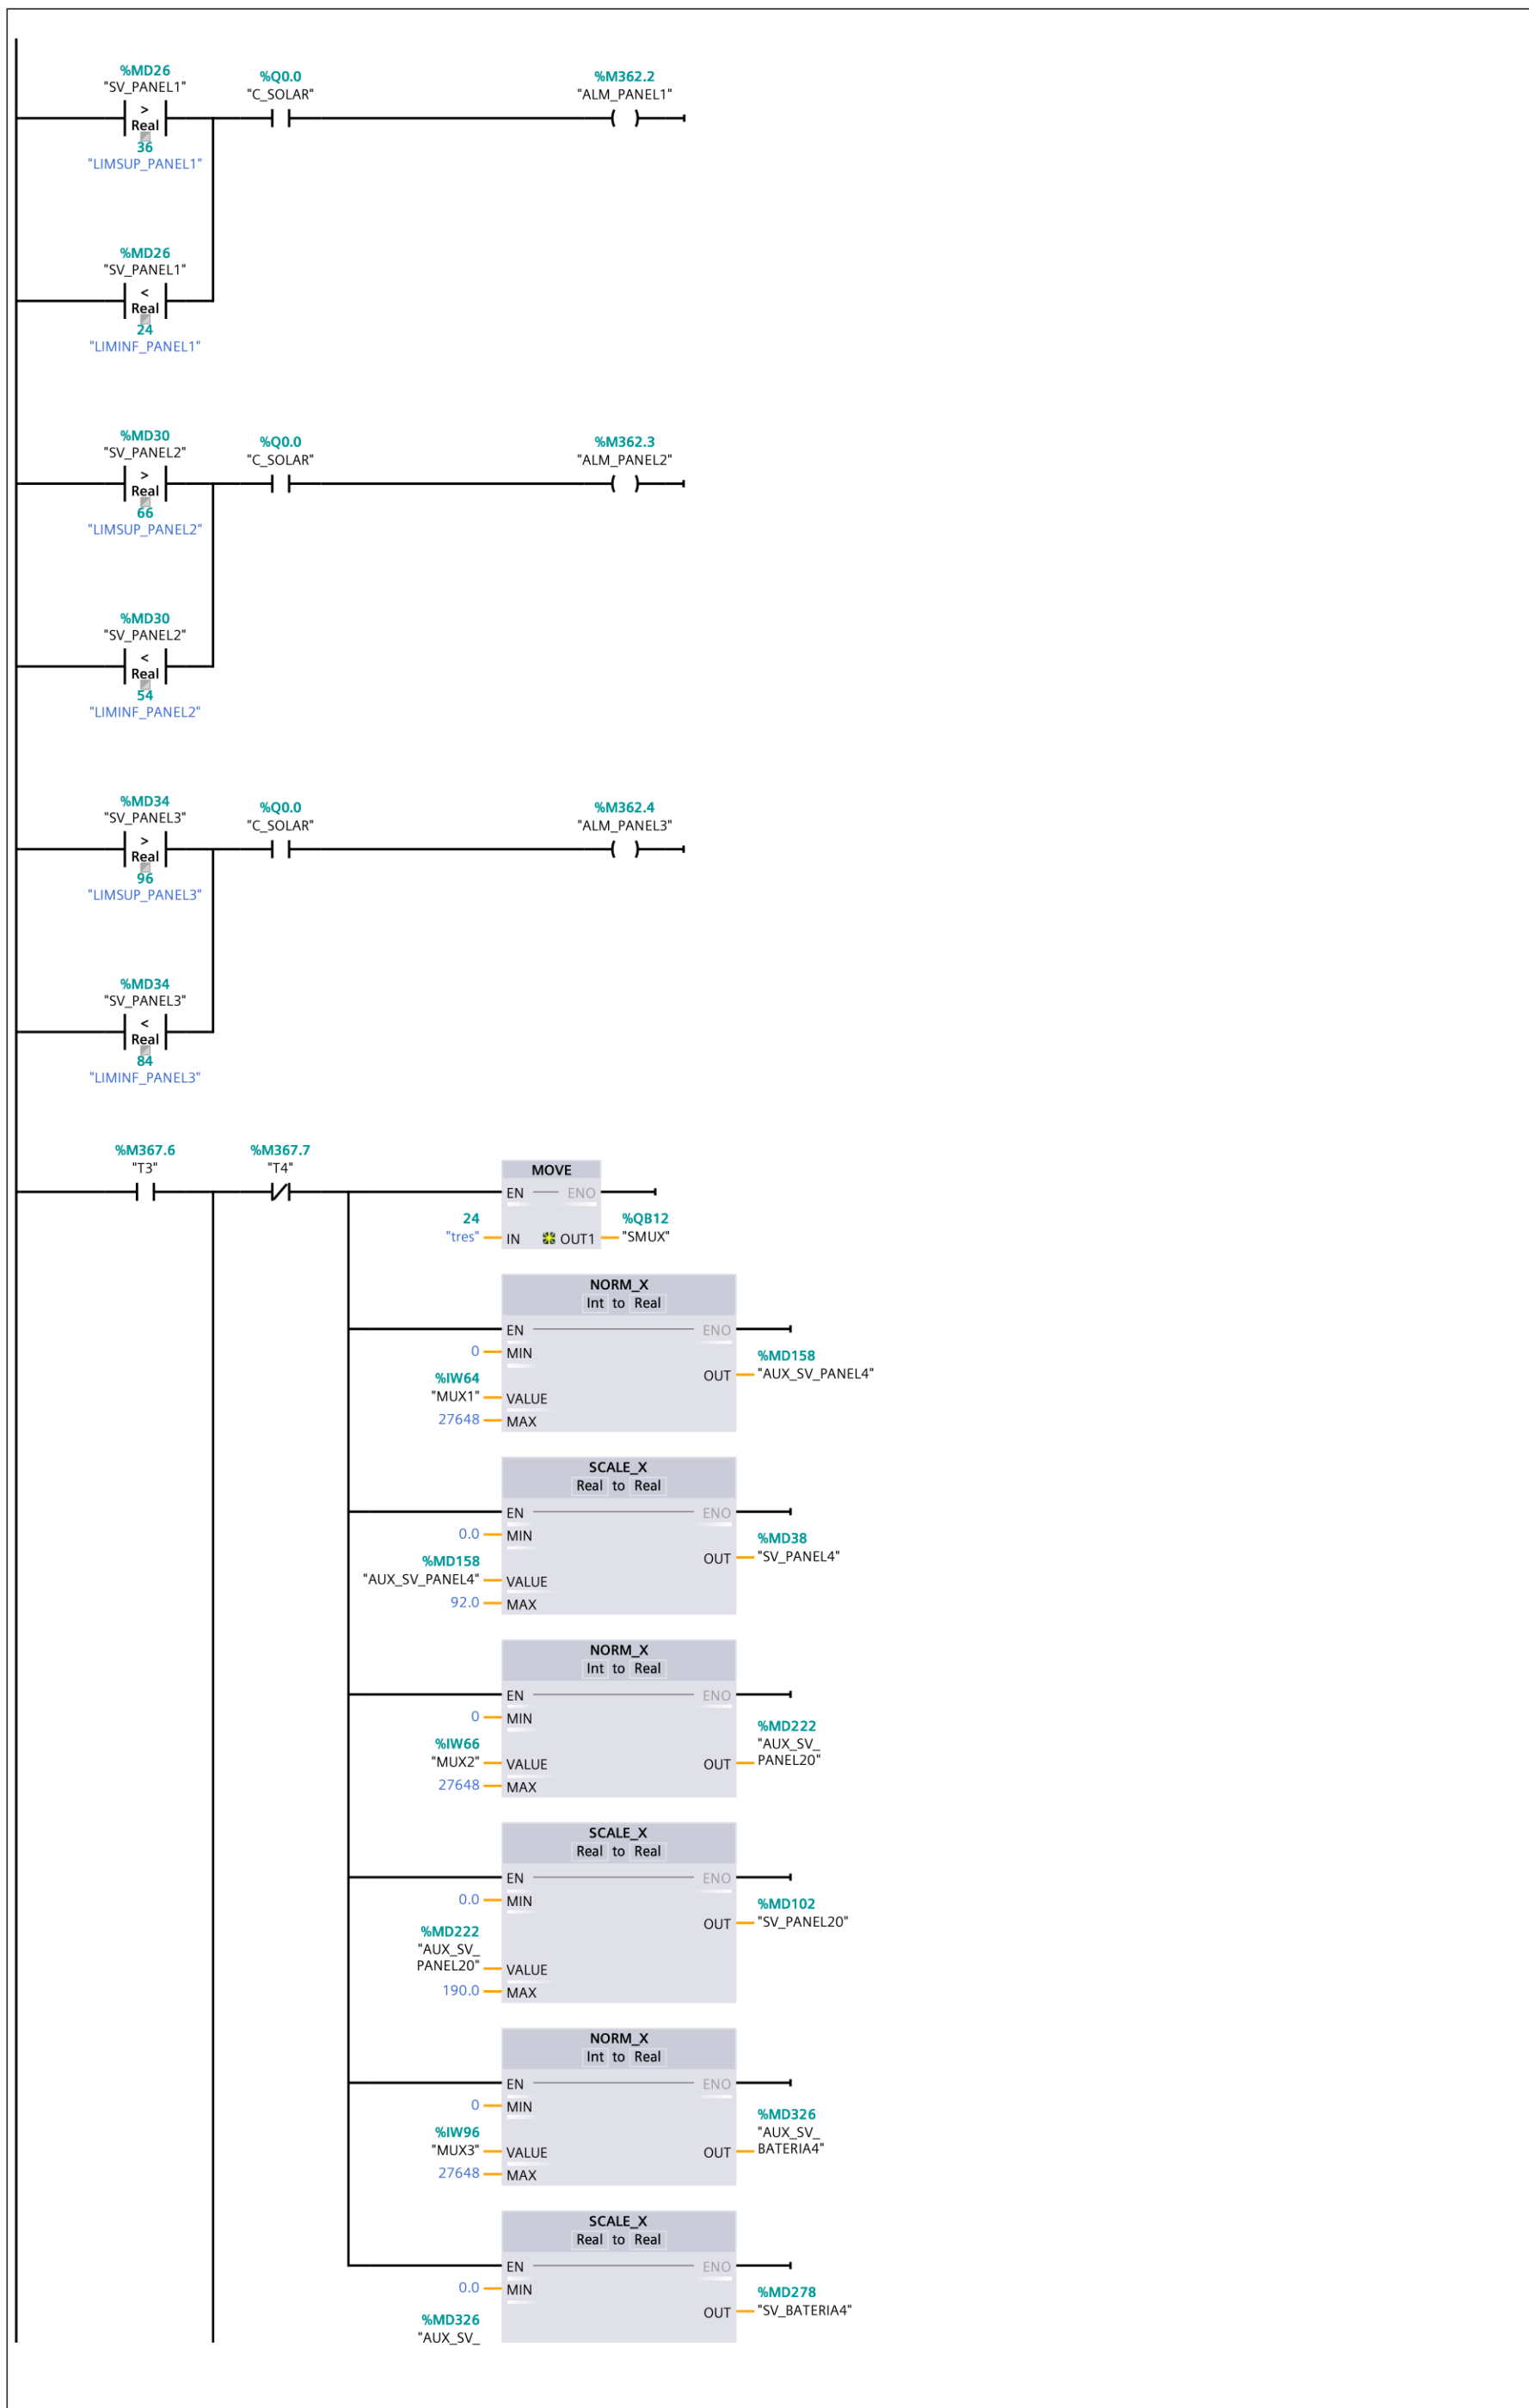 %MD26
"SV_PANEL1"
>
Real
36
"LIMSUP_PANEL1"
%Q0.0
"C_SOLAR"
%M362.2
"ALM_PANEL1"
%MD26
"SV_PANEL1"
<
Real
24
"LIMINF_PANEL1"
%MD30
"SV_PANEL2"
>
Real
66
"LIMSUP_PANEL2"
%Q0.0
"C_SOLAR"
%M362.3
"ALM_PANEL2"
%MD30
"SV_PANEL2"
<
Real
54
"LIMINF_PANEL2"
%MD34
"SV_PANEL3"
>
Real
96
"LIMSUP_PANEL3"
%Q0.0
"C_SOLAR"
%M362.4
"ALM_PANEL3"
%MD34
"SV_PANEL3"
<
Real
84
"LIMINF_PANEL3"
%M367.6
"T3"
%M367.7
"T4"
MOVE
EN ENO
24
"tres" IN OUT1
%QB12
"SMUX"
NORM_X
Int to Real
EN ENO
0 MIN
%IW64
"MUX1" VALUE
27648 MAX
OUT
%MD158
"AUX_SV_PANEL4"
SCALE_X
Real to Real
EN ENO
0.0 MIN
%MD158
"AUX_SV_PANEL4" VALUE
92.0 MAX
OUT
%MD38
"SV_PANEL4"
NORM_X
Int to Real
EN ENO
0 MIN
%IW66
"MUX2" VALUE
27648 MAX
OUT
%MD222
"AUX_SV_
PANEL20"
SCALE_X
Real to Real
EN ENO
0.0 MIN
%MD222
"AUX_SV_
PANEL20" VALUE
190.0 MAX
OUT
%MD102
"SV_PANEL20"
NORM_X
Int to Real
EN ENO
0 MIN
%IW96
"MUX3" VALUE
27648 MAX
OUT
%MD326
"AUX_SV_
BATERIA4"
SCALE_X
Real to Real
EN ENO
0.0 MIN
%MD326
"AUX_SV_
OUT
%MD278
"SV_BATERIA4"